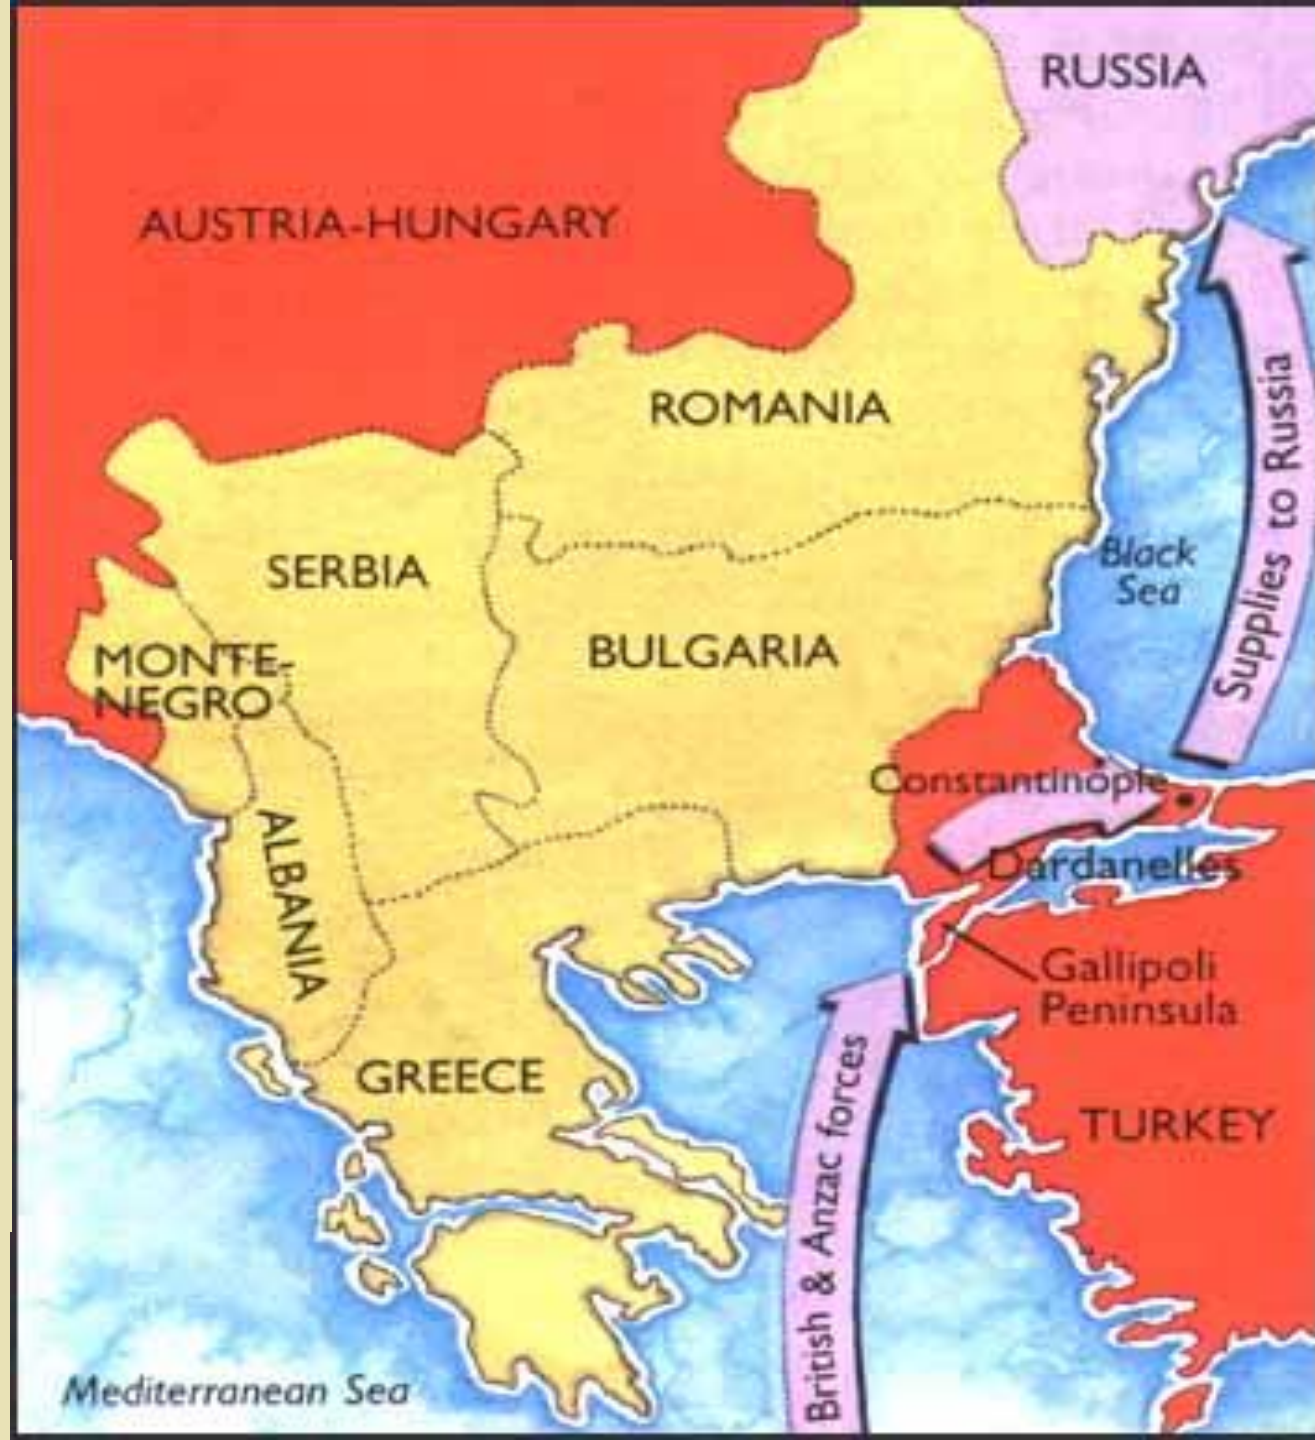 RUSSIA
AUSTRIA-HUNGARY
ROMANIA
Supplies to Russia
Black
Sea
SERBIA
BULGARIA
MONTE-
NEGRO
Constantinople
ALBANIA
Dardanelles
Gallipoli
Peninsula
GREECE
British & Anzac forces
TURKEY
Mediterranean Sea